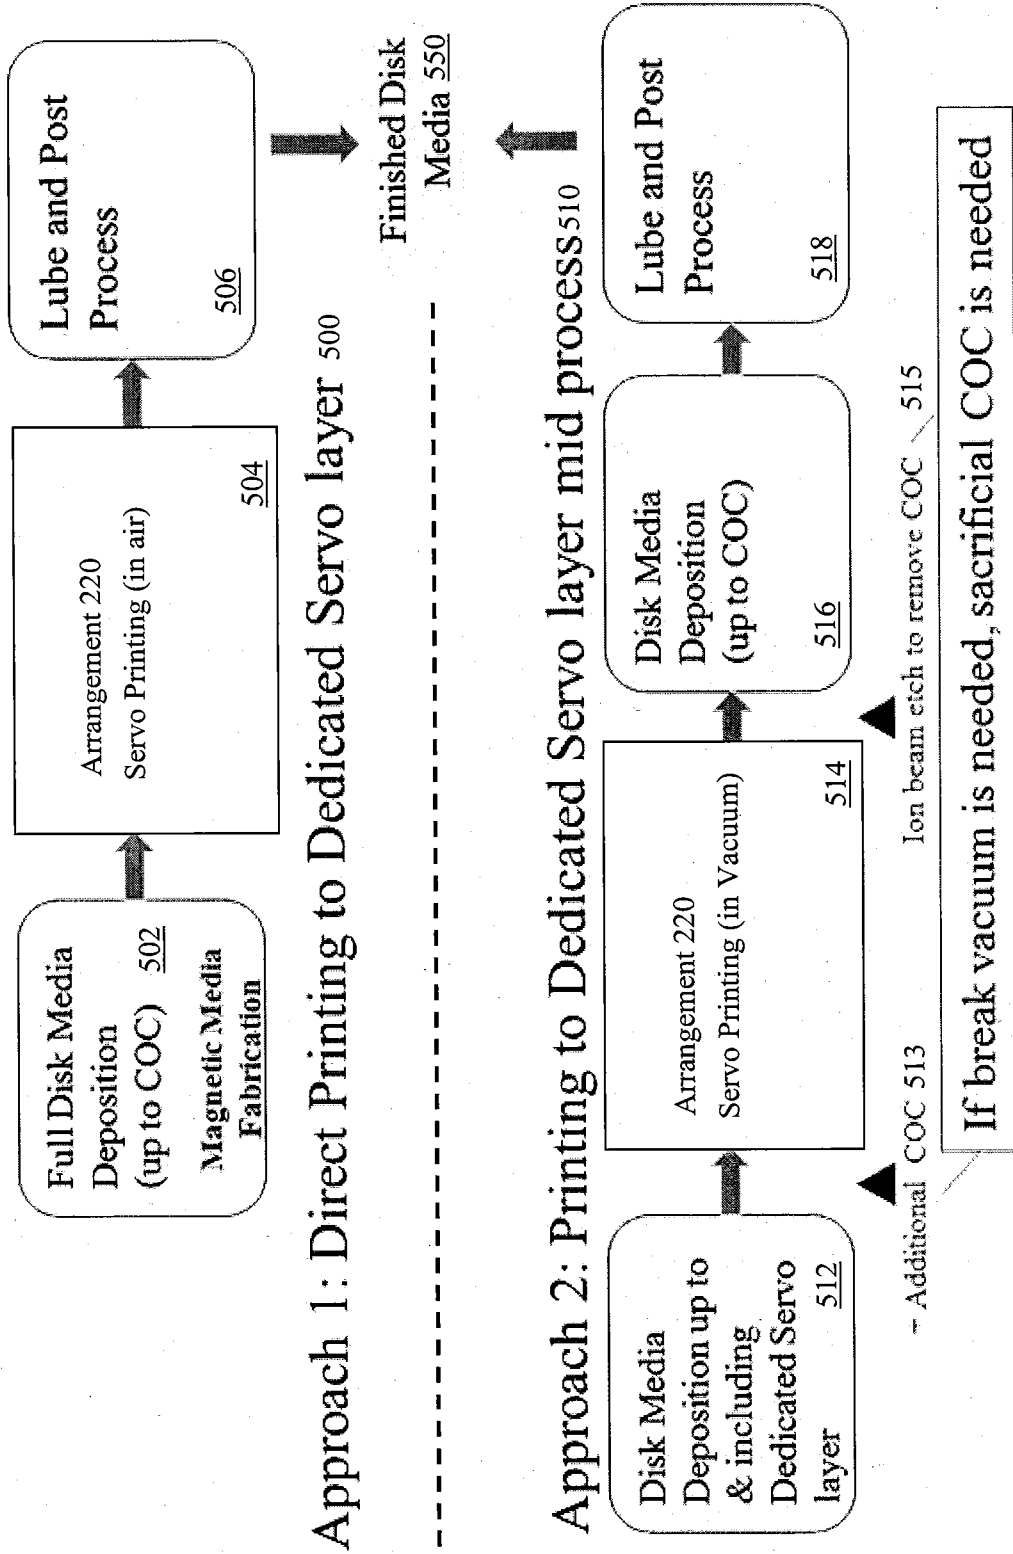 Full Disk Media
Deposition
(up to COC) 502
Magnetic Media
Fabrication
Arrangement 220
Servo Printing (in air)
504
Lube and Post
Process
506
Approach 1: Direct Printing to Dedicated Servo layer 500
Finished Disk
Media 550
Approach 2: Printing to Dedicated Servo layer mid process 510
Disk Media
Deposition up to
& including
Dedicated Servo
layer 512
Arrangement 220
Servo Printing (in Vacuum)
514
Disk Media
Deposition
(up to COC)
516
Lube and Post
Process
518
– Additional COC 513
Ion beam etch to remove COC 515
If break vacuum is needed, sacrificial COC is needed